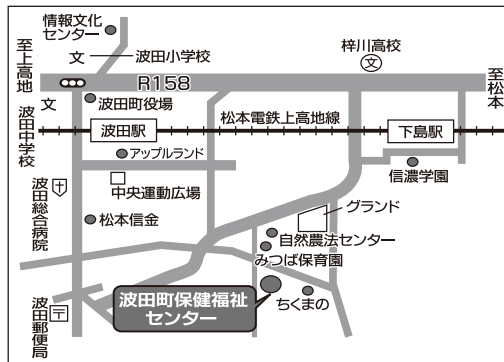 情報文化
センター
文
波田小学校
梓川高校
文
至上高地
R158
至松本
文
波田町役場
波田中学校
波田駅
松本電鉄上高地線
下島駅
アップルランド
信濃学園
中央運動広場
波田総合病院
グランド
松本信金
自然農法センター
みつば保育園
波田町保健福祉
センター
ちくまの
波田郵便局
〒